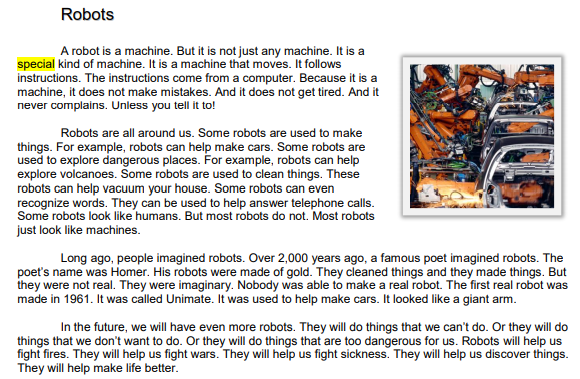 Robots
A robot is a machine. But it is not just any machine. It is a
special kind of machine. It is a machine that moves. It follows
instructions. The instructions come from a computer. Because it is a
machine, it does not make mistakes. And it does not get tired. And it
never complains. Unless you tell it to!
Robots are all around us. Some robots are used to make
things. For example, robots can help make cars. Some robots are
used to explore dangerous places. For example, robots can help
explore volcanoes. Some robots are used to clean things. These
robots can help vacuum your house. Some robots can even
recognize words. They can be used to help answer telephone calls.
Some robots look like humans. But most robots do not. Most robots
just look like machines.
Long ago, people imagined robots. Over 2,000 years ago, a famous poet imagined robots. The
poet's name was Homer. His robots were made of gold. They cleaned things and they made things. But
they were not real. They were imaginary. Nobody was able to make a real robot. The first real robot was
made in 1961. It was called Unimate. It was used to help make cars. It looked like a giant arm.
In the future, we will have even more robots. They will do things that we can't do. Or they will do
things that we don't want to do. Or they will do things that are too dangerous for us. Robots will help us
fight fires. They will help us fight wars. They will help us fight sickness. They will help us discover things.
They will help make life better.